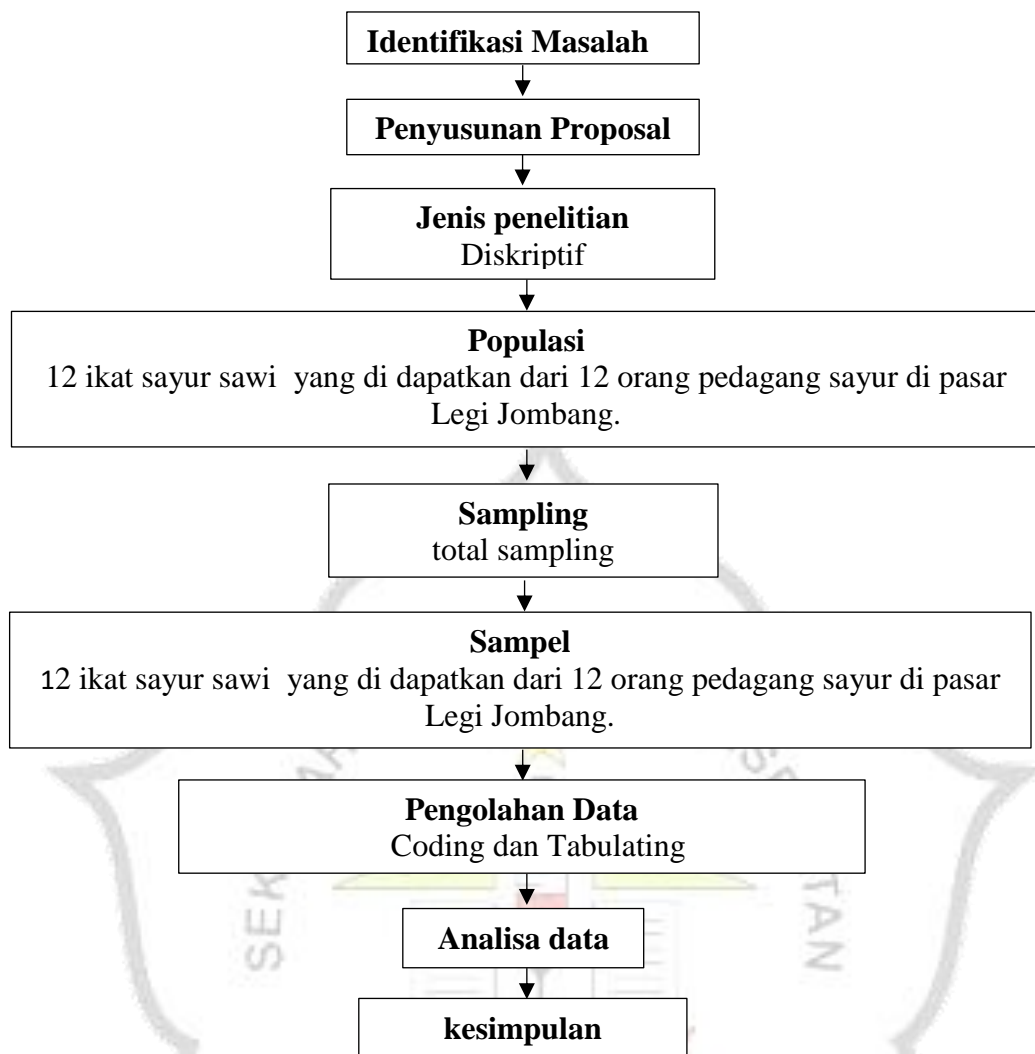 Identifikasi Masalah
Penyusunan Proposal
Jenis penelitian
Diskriptif
Populasi
12 ikat sayur sawi yang di dapatkan dari 12 orang pedagang sayur di pasar
Legi Jombang.
Sampling
total sampling
Sampel
12 ikat sayur sawi yang di dapatkan dari 12 orang pedagang sayur di pasar
Legi Jombang.
Pengolahan Data
Coding dan Tabulating
Analisa data
kesimpulan